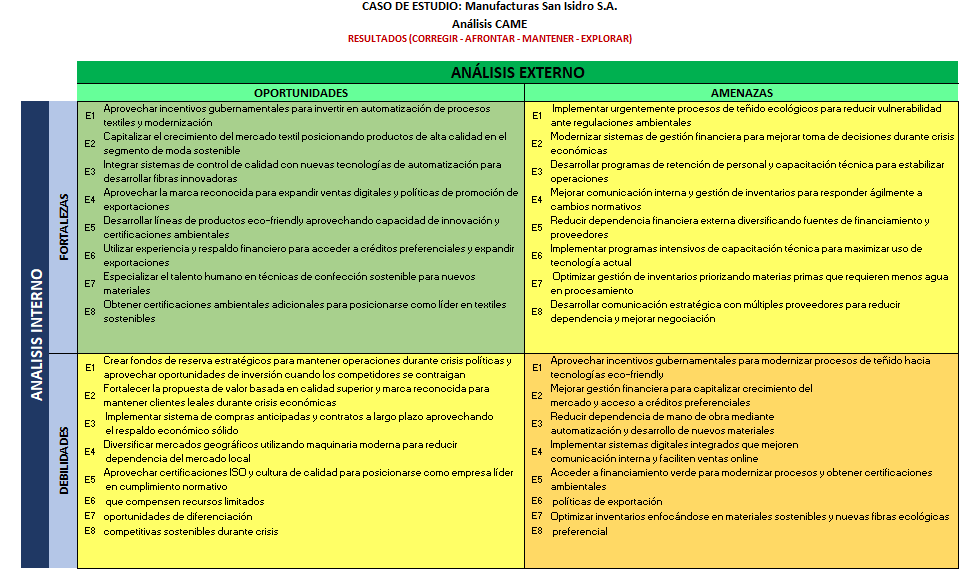 CASO DE ESTUDIO: Manufacturas San Isidro S.A.
Análisis CAME
RESULTADOS (CORREGIR - AFRONTAR - MANTENER - EXPLORAR)
ANÁLISIS EXTERNO
OPORTUNIDADES
AMENAZAS
ANALISIS INTERNO
FORTALEZAS
E1 Aprovechar incentivos gubernamentales para invertir en automatización de procesos
textiles y modernización
E2 Capitalizar el crecimiento del mercado textil posicionando productos de alta calidad en el
segmento de moda sostenible
E3 Integrar sistemas de control de calidad con nuevas tecnologías de automatización para
desarrollar fibras innovadoras
E4 Aprovechar la marca reconocida para expandir ventas digitales y políticas de promoción de
exportaciones
E5 Desarrollar líneas de productos eco-friendly aprovechando capacidad de innovación y
certificaciones ambientales
E6 Utilizar experiencia y respaldo financiero para acceder a créditos preferenciales y expandir
exportaciones
E7 Especializar el talento humano en técnicas de confección sostenible para nuevos
materiales
E8 Obtener certificaciones ambientales adicionales para posicionarse como líder en textiles
sostenibles
E1 Implementar urgentemente procesos de teñido ecológicos para reducir vulnerabilidad
ante regulaciones ambientales
E2 Modernizar sistemas de gestión financiera para mejorar toma de decisiones durante crisis
económicas
E3 Desarrollar programas de retención de personal y capacitación técnica para estabilizar
operaciones
E4 Mejorar comunicación interna y gestión de inventarios para responder ágilmente a
cambios normativos
E5 Reducir dependencia financiera externa diversificando fuentes de financiamiento y
proveedores
E6 Implementar programas intensivos de capacitación técnica para maximizar uso de
tecnología actual
E7 Optimizar gestión de inventarios priorizando materias primas que requieren menos agua
en procesamiento
E8 Desarrollar comunicación estratégica con múltiples proveedores para reducir
dependencia y mejorar negociación
DEBILIDADES
E1 Crear fondos de reserva estratégicos para mantener operaciones durante crisis políticas y
aprovechar oportunidades de inversión cuando los competidores se contraigan
E2 Fortalecer la propuesta de valor basada en calidad superior y marca reconocida para
mantener clientes leales durante crisis económicas
E3 Implementar sistema de compras anticipadas y contratos a largo plazo aprovechando
el respaldo económico sólido
E4 Diversificar mercados geográficos utilizando maquinaria moderna para reducir
dependencia del mercado local
E5 Aprovechar certificaciones ISO y cultura de calidad para posicionarse como empresa líder
en cumplimiento normativo
E6 que compensen recursos limitados
E7 oportunidades de diferenciación
E8 competitivas sostenibles durante crisis
E1 Aprovechar incentivos gubernamentales para modernizar procesos de teñido hacia
tecnologías eco-friendly
E2 Mejorar gestión financiera para capitalizar crecimiento del
mercado y acceso a créditos preferenciales
E3 Reducir dependencia de mano de obra mediante
automatización y desarrollo de nuevos materiales
E4 Implementar sistemas digitales integrados que mejoren
comunicación interna y faciliten ventas online
E5 Acceder a financiamiento verde para modernizar procesos y obtener certificaciones
ambientales
E6 políticas de exportación
E7 Optimizar inventarios enfocándose en materiales sostenibles y nuevas fibras ecológicas
E8 preferencial